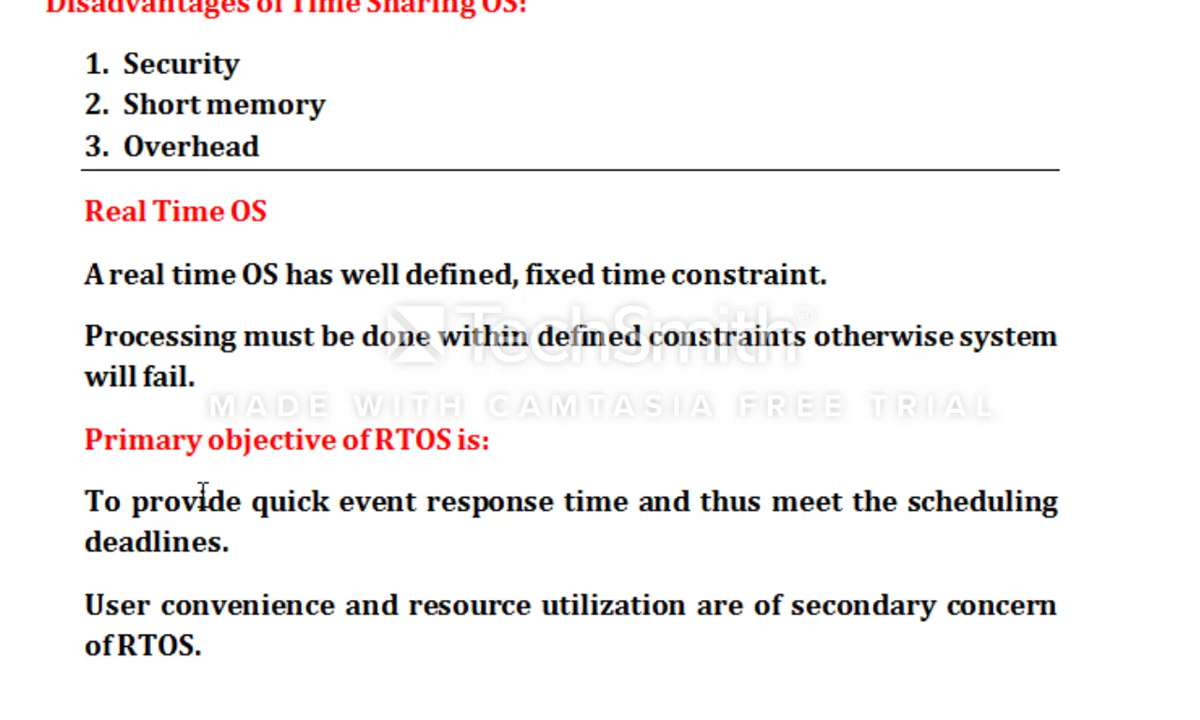 Disadvantages of Time Sharing OS:
1. Security
2. Short memory
3. Overhead
Real Time OS
A real time OS has well defined, fixed time constraint.
Processing must be done within defined constraints otherwise system
will fail.
TechSmith®
MADE WITH CAMTASIA FREE TRIAL
Primary objective of RTOS is:
To provide quick event response time and thus meet the scheduling
deadlines.
User convenience and resource utilization are of secondary concern
of RTOS.